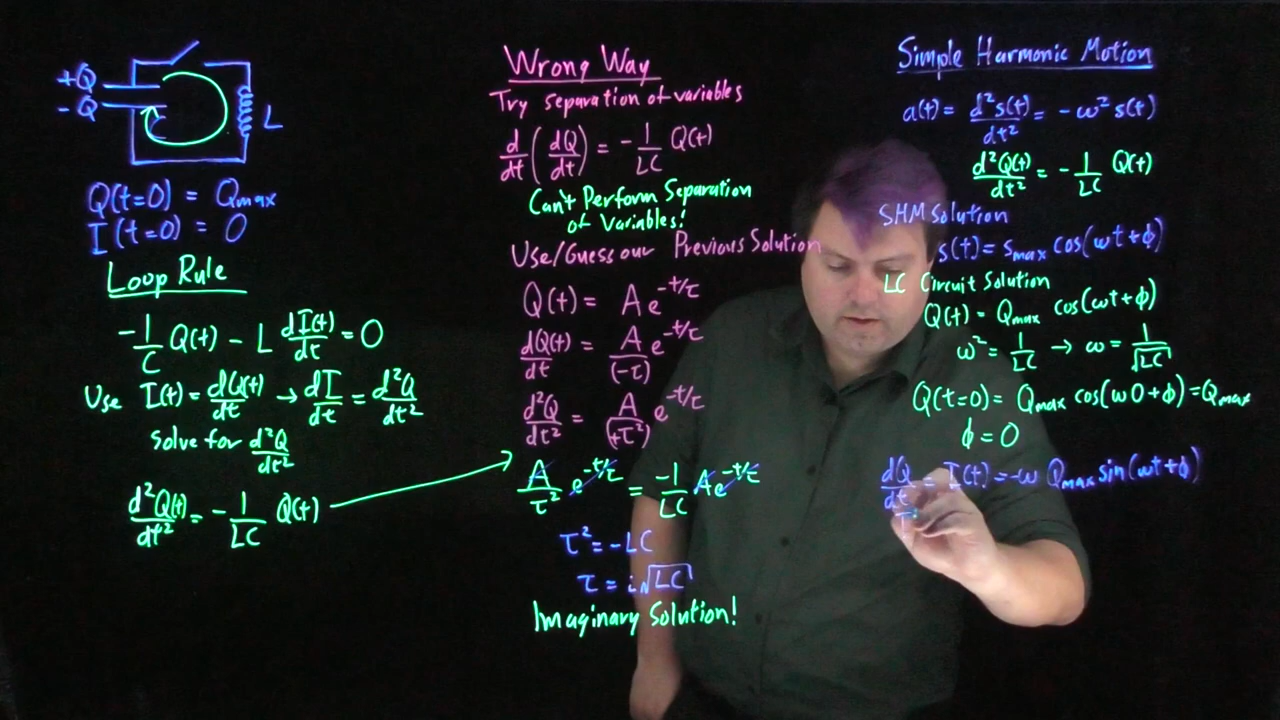 +Q
-Q
C
L
Q(t=0) = Qmax
I(t=0) = 0
Loop Rule
-1/C Q(t) - L dI(t)/dt = 0
Use I(t) = dQ(t)/dt → dI/dt = d²Q/dt²
solve for d²Q/dt²
d²Q(t)/dt² = -1/LC Q(t)
Wrong Way
Try separation of variables
d/dt (dQ/dt) = -1/LC Q(t)
Can't Perform Separation
of Variables!
Use/Guess our Previous Solution
Q(t) = A e^-t/τ
dQ(t)/dt = A/(-τ) e^-t/τ
d²Q/dt² = A/(+τ²) e^-t/τ
A/τ² e^-t/τ = -1/LC A e^-t/τ
τ² = -LC
τ = i√LC
Imaginary Solution!
Simple Harmonic Motion
a(t) = d²s(t)/dt² = -ω² s(t)
d²Q(t)/dt² = -1/LC Q(t)
SHM Solution
s(t) = smax cos(ωt+ϕ)
LC Circuit Solution
Q(t) = Qmax cos(ωt+ϕ)
ω² = 1/LC → ω = 1/√LC
Q(t=0) = Qmax cos(ω0+ϕ) = Qmax
ϕ = 0
dQ/dt = I(t) = -ω Qmax sin(ωt+ϕ)